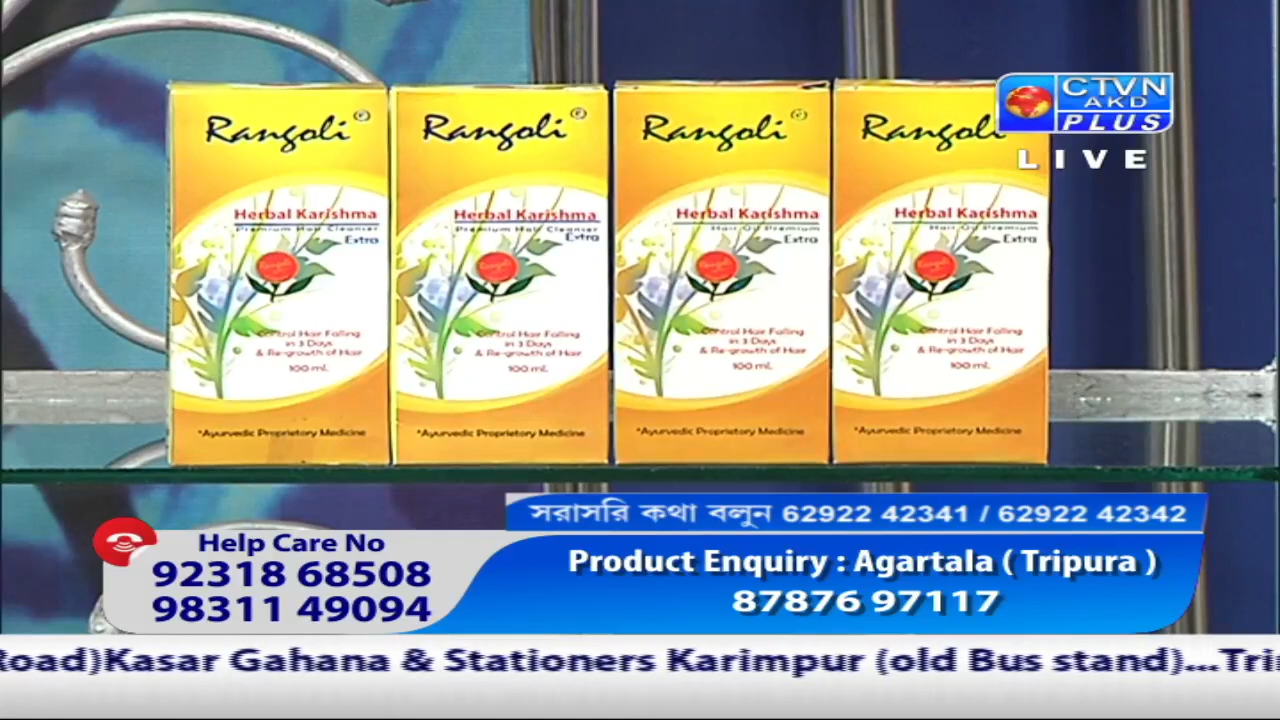 Rangoli
Herbal Karishma
Premium Hair Cleanser
Extra
Control Hair Falling
in 3 Days
& Re-growth of Hair
100 ml.
*Ayurvedic Proprietary Medicine
Rangoli
Herbal Karishma
Premium Hair Cleanser
Extra
Control Hair Falling
in 3 Days
& Re-growth of Hair
100 ml.
*Ayurvedic Proprietary Medicine
Rangoli
Herbal Karishma
Hair Oil Premium
Extra
Control Hair Falling
in 3 Days
& Re-growth of Hair
100 ml.
*Ayurvedic Proprietary Medicine
Rangoli
Herbal Karishma
Hair Oil Premium
Extra
Control Hair Falling
in 3 Days
& Re-growth of Hair
100 ml.
*Ayurvedic Proprietary Medicine
CTVN
AKD
PLUS
LIVE
সরাসরি কথা বলুন 62922 42341 / 62922 42342
Help Care No
92318 68508
98311 49094
Product Enquiry : Agartala ( Tripura )
87876 97117
Road)Kasar Gahana & Stationers Karimpur (old Bus stand)...Tri